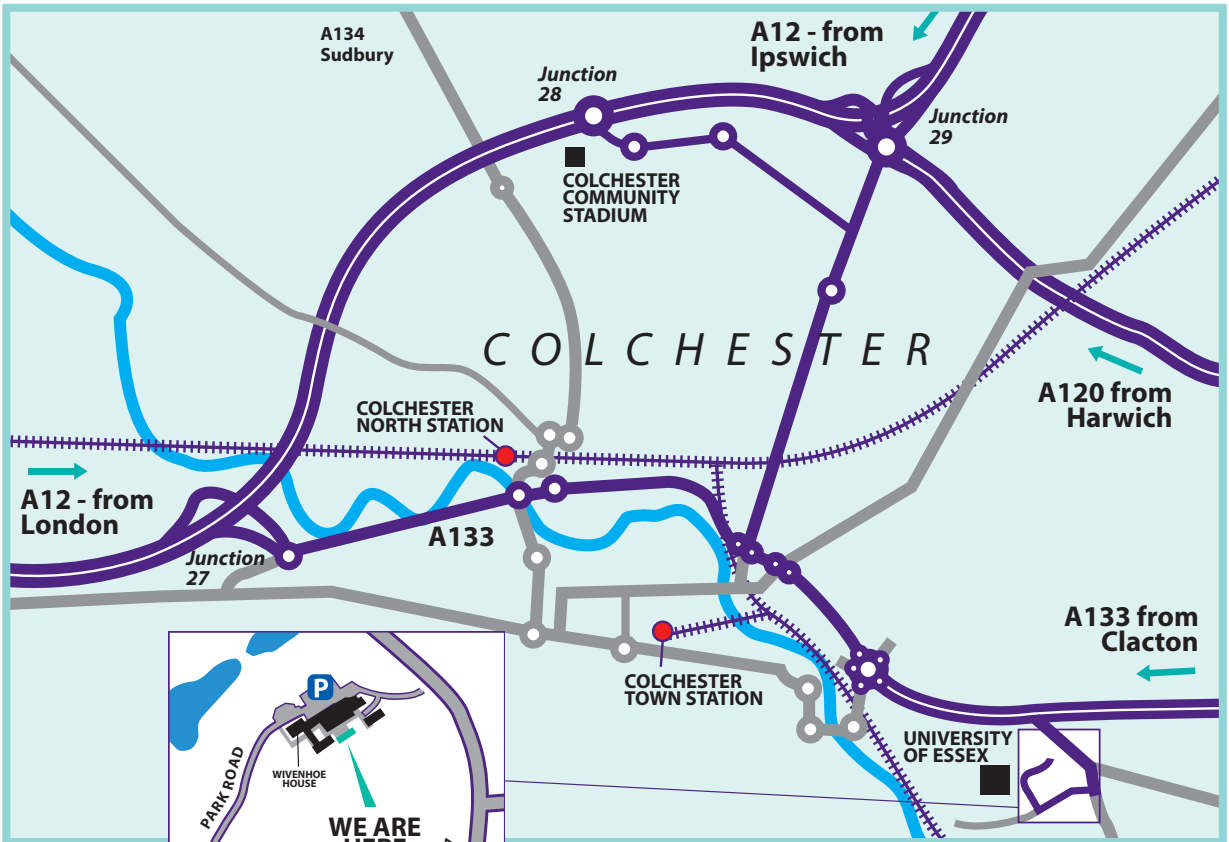 A134
Sudbury
A12 - from
Ipswich
Junction
28
Junction
29
COLCHESTER
COMMUNITY
STADIUM
COLCHESTER
COLCHESTER
NORTH STATION
A120 from
Harwich
A12 - from
London
A133
Junction
27
A133 from
Clacton
COLCHESTER
TOWN STATION
UNIVERSITY
OF ESSEX
P
WIVENHOE
HOUSE
PARK ROAD
WE ARE
HERE